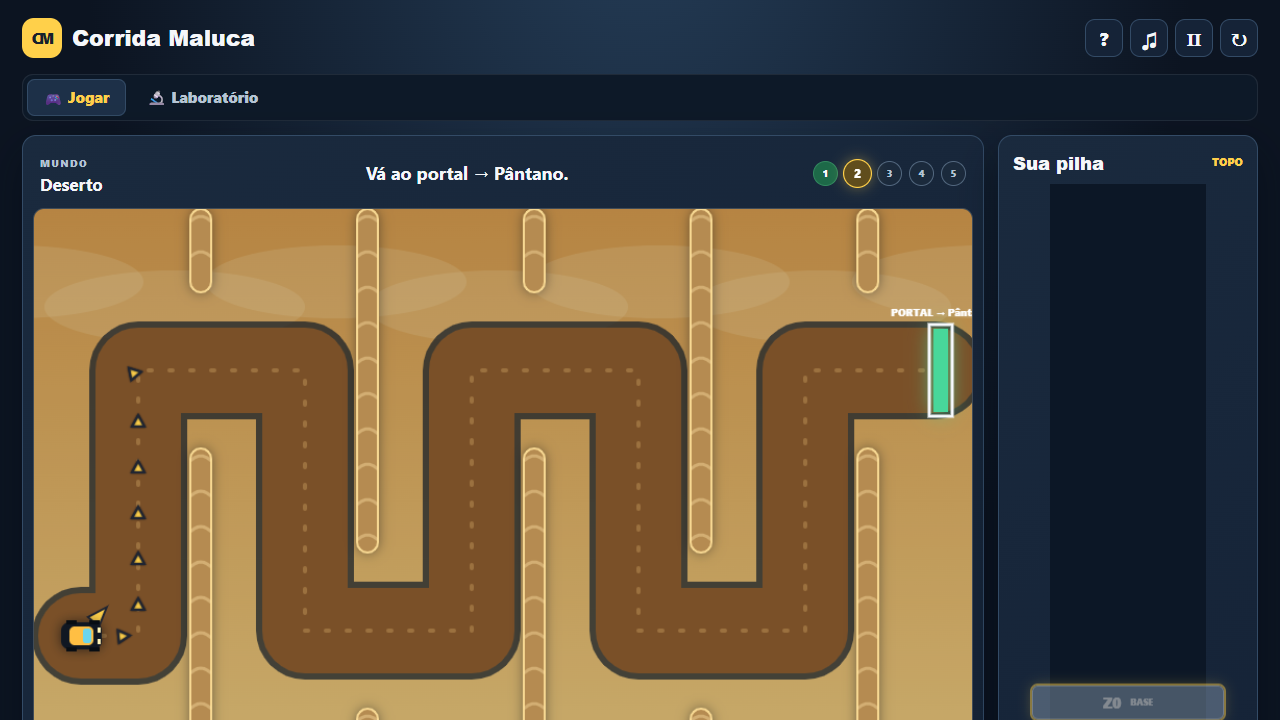 CM Corrida Maluca
?
Jogar
Laboratório
MUNDO
Deserto
Vá ao portal → Pântano.
1 2 3 4 5
Sua pilha
TOPO
PORTAL → Pânt
Z0 BASE